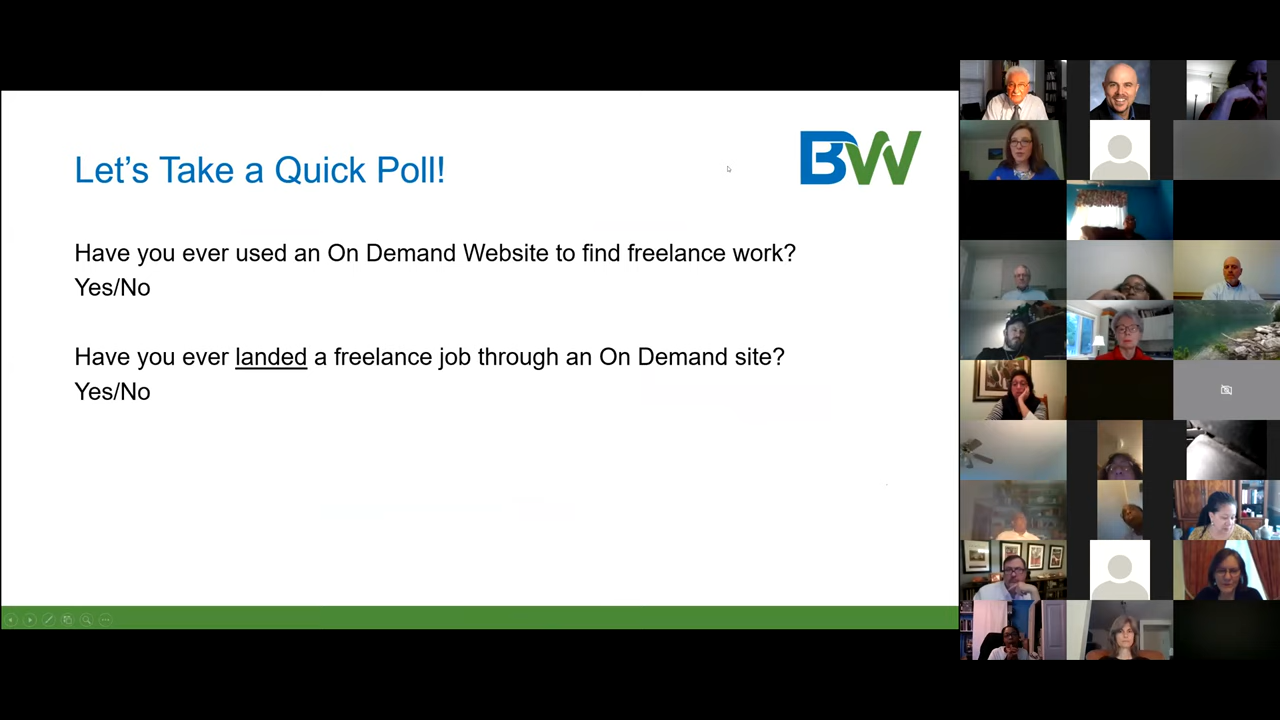 Let's Take a Quick Poll!
BW
Have you ever used an On Demand Website to find freelance work?
Yes/No
Have you ever landed a freelance job through an On Demand site?
Yes/No